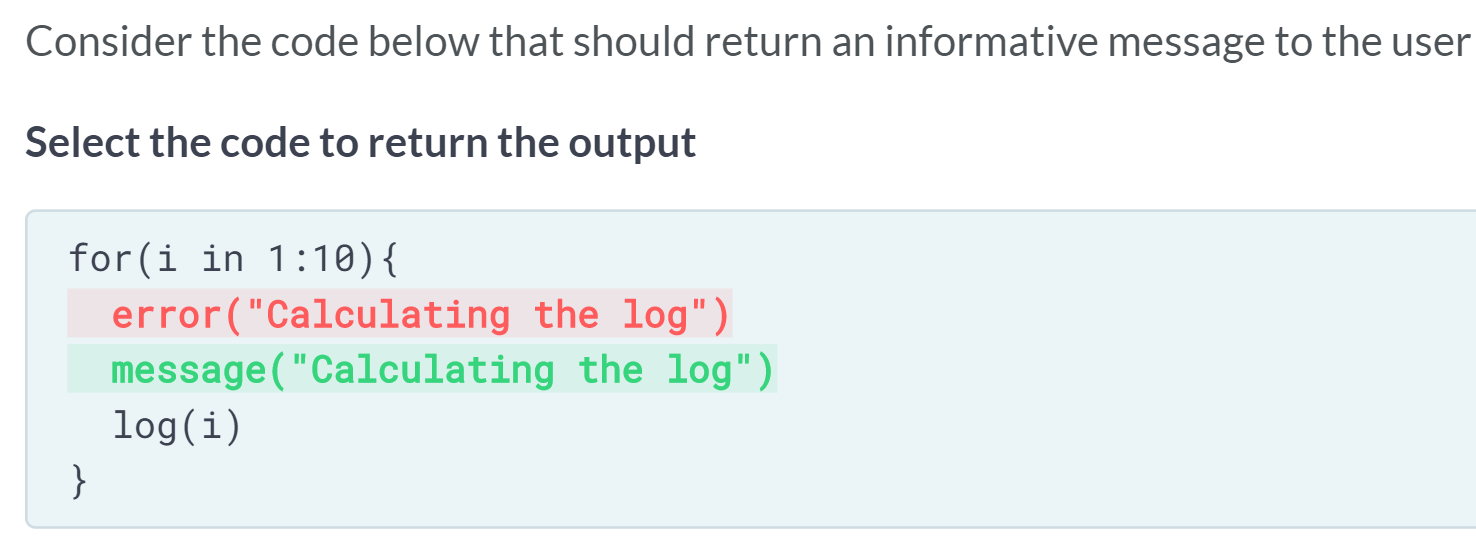 Consider the code below that should return an informative message to the user
Select the code to return the output
for(i in 1:10){
  error("Calculating the log")
  message("Calculating the log")
  log(i)
}